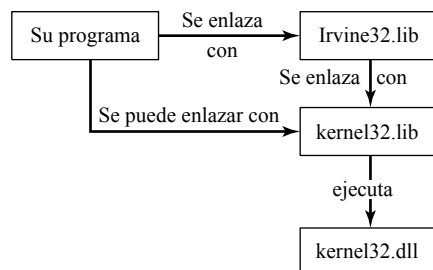 Su programa
Se enlaza
con
Irvine32.lib
Se enlaza con
Se puede enlazar con
kernel32.lib
ejecuta
kernel32.dll